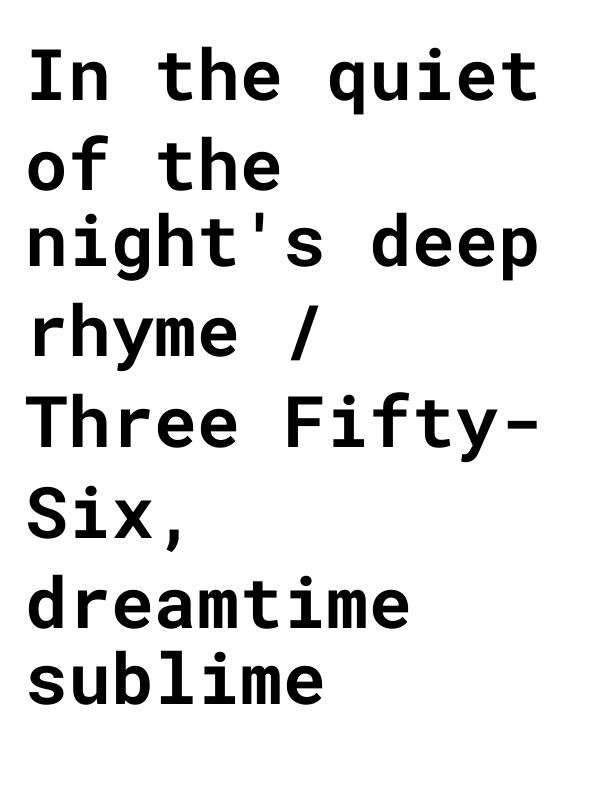 In the quiet
of the
night's deep
rhyme /
Three Fifty-
Six,
dreamtime
sublime